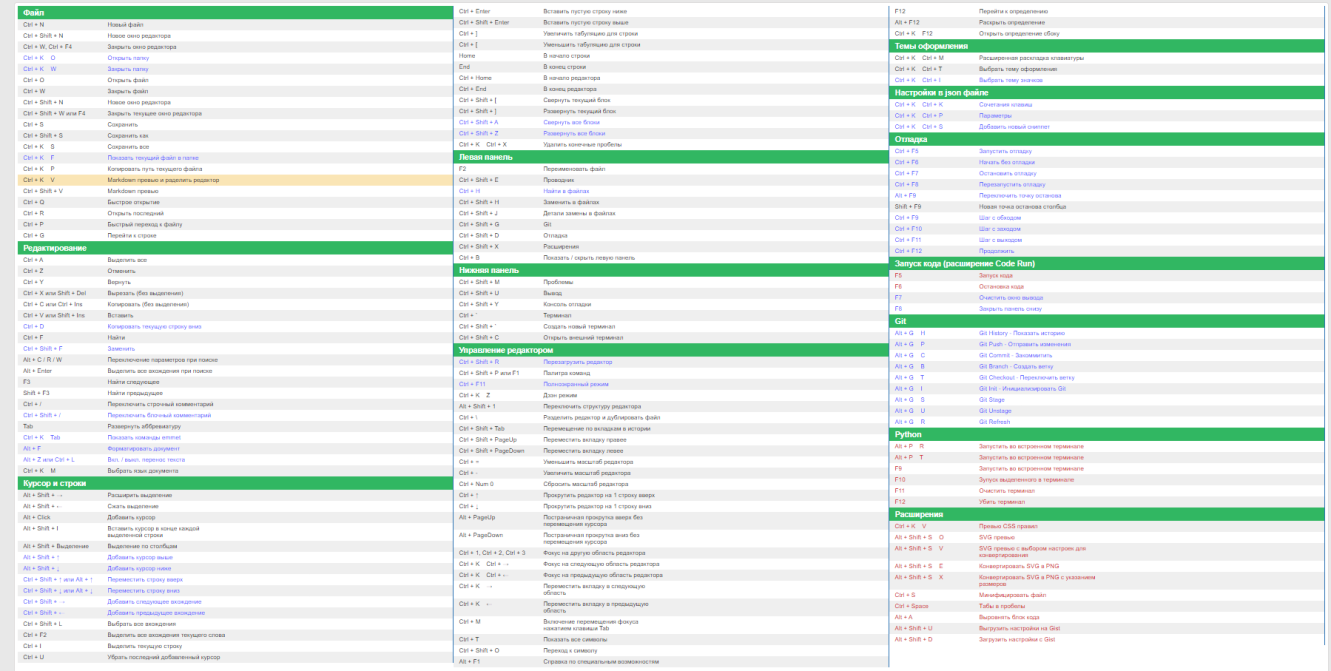 Файл
Ctrl + N Новый файл
Ctrl + Shift + N Новое окно редактора
Ctrl + W, Ctrl + F4 Закрыть окно редактора
Ctrl + K O Открыть папку
Ctrl + K W Закрыть папку
Ctrl + O Открыть файл
Ctrl + W Закрыть файл
Ctrl + Shift + N Новое окно редактора
Ctrl + Shift + W или F4 Закрыть текущее окно редактора
Ctrl + S Сохранить
Ctrl + Shift + S Сохранить как
Ctrl + K S Сохранить все
Ctrl + K F Показать текущий файл в папке
Ctrl + K P Копировать путь текущего файла
Ctrl + K V Markdown превью и разделить редактор
Ctrl + Shift + V Markdown превью
Ctrl + Q Быстрое открытие
Ctrl + R Открыть последний
Ctrl + P Быстрый переход к файлу
Ctrl + G Перейти к строке
Редактирование
Ctrl + A Выделить все
Ctrl + Z Отменить
Ctrl + Y Вернуть
Ctrl + X или Shift + Del Вырезать (без выделения)
Ctrl + C или Ctrl + Ins Копировать (без выделения)
Ctrl + V или Shift + Ins Вставить
Ctrl + D Копировать текущую строку вниз
Ctrl + F Найти
Ctrl + Shift + F Заменить
Alt + C / R / W Переключение параметров при поиске
Alt + Enter Выделить все вхождения при поиске
F3 Найти следующее
Shift + F3 Найти предыдущее
Ctrl + / Переключить строчный комментарий
Ctrl + Shift + / Переключить блочный комментарий
Tab Развернуть аббревиатуру
Ctrl + K Tab Показать команды emmet
Alt + F Форматировать документ
Alt + Z или Ctrl + L Вкл. / выкл. перенос текста
Ctrl + K M Выбрать язык документа
Курсор и строки
Alt + Shift + → Расширить выделение
Alt + Shift + ← Сжать выделение
Alt + Click Добавить курсор
Alt + Shift + I Вставить курсор в конце каждой
выделенной строки
Alt + Shift + Выделение Выделение по столбцам
Alt + Shift + ↑ Добавить курсор выше
Alt + Shift + ↓ Добавить курсор ниже
Ctrl + Shift + ↑ или Alt + ↑ Переместить строку вверх
Ctrl + Shift + ↓ или Alt + ↓ Переместить строку вниз
Ctrl + Shift + → Добавить следующее вхождение
Ctrl + Shift + ← Добавить предыдущее вхождение
Ctrl + Shift + L Выбрать все вхождения
Ctrl + F2 Выделить все вхождения текущего слова
Ctrl + I Выделить текущую строку
Ctrl + U Убрать последний добавленный курсор
Ctrl + Enter Вставить пустую строку ниже
Ctrl + Shift + Enter Вставить пустую строку выше
Ctrl + ] Увеличить табуляцию для строки
Ctrl + [ Уменьшить табуляцию для строки
Home В начало строки
End В конец строки
Ctrl + Home В начало редактора
Ctrl + End В конец редактора
Ctrl + Shift + [ Свернуть текущий блок
Ctrl + Shift + ] Развернуть текущий блок
Ctrl + Shift + A Свернуть все блоки
Ctrl + Shift + Z Развернуть все блоки
Ctrl + K Ctrl + X Удалить конечные пробелы
Левая панель
F2 Переименовать файл
Ctrl + Shift + E Проводник
Ctrl + H Найти в файлах
Ctrl + Shift + H Заменить в файлах
Ctrl + Shift + J Детали замены в файлах
Ctrl + Shift + G Git
Ctrl + Shift + D Отладка
Ctrl + Shift + X Расширения
Ctrl + B Показать / скрыть левую панель
Нижняя панель
Ctrl + Shift + M Проблемы
Ctrl + Shift + U Вывод
Ctrl + Shift + Y Консоль отладки
Ctrl + ` Терминал
Ctrl + Shift + ` Создать новый терминал
Ctrl + Shift + C Открыть внешний терминал
Управление редактором
Ctrl + Shift + R Перезагрузить редактор
Ctrl + Shift + P или F1 Палитра команд
Ctrl + F11 Полноэкранный режим
Ctrl + K Z Дзен режим
Alt + Shift + 1 Переключить структуру редактора
Ctrl + \ Разделить редактор и дублировать файл
Ctrl + Shift + Tab Перемещение по вкладкам в истории
Ctrl + Shift + PageUp Переместить вкладку правее
Ctrl + Shift + PageDown Переместить вкладку левее
Ctrl + = Уменьшить масштаб редактора
Ctrl + - Увеличить масштаб редактора
Ctrl + Num 0 Сбросить масштаб редактора
Ctrl + ↑ Прокрутить редактор на 1 строку вверх
Ctrl + ↓ Прокрутить редактор на 1 строку вниз
Alt + PageUp Постраничная прокрутка вверх без
перемещение курсора
Alt + PageDown Постраничная прокрутка вниз без
перемещения курсора
Ctrl + 1, Ctrl + 2, Ctrl + 3 Фокус на другую область редактора
Ctrl + K Ctrl + → Фокус на следующую область редактора
Ctrl + K Ctrl + ← Фокус на предыдущую область редактора
Ctrl + K → Переместить вкладку в следующую
область
Ctrl + K ← Переместить вкладку в предыдущую
область
Ctrl + M Включение перемещения фокуса
нажатием клавиши Tab
Ctrl + T Показать все символы
Ctrl + Shift + O Переход к символу
Alt + F1 Справка по специальным возможностям
F12 Перейти к определению
Alt + F12 Раскрыть определение
Ctrl + K F12 Открыть определение сбоку
Темы оформления
Ctrl + K Ctrl + M Расширенная раскладка клавиатуры
Ctrl + K Ctrl + T Выбрать тему оформление
Ctrl + K Ctrl + I Выбрать тему значков
Настройки в json файле
Ctrl + K Ctrl + K Сочетания клавиш
Ctrl + K Ctrl + P Параметры
Ctrl + K Ctrl + S Добавить новый сниппет
Отладка
Ctrl + F5 Запустить отладку
Ctrl + F6 Начать без отладки
Ctrl + F7 Остановить отладку
Ctrl + F8 Перезапустить отладку
Alt + F9 Переключить точку останова
Shift + F9 Новая точка останова столбца
Ctrl + F9 Шаг с обходом
Ctrl + F10 Шаг с заходом
Ctrl + F11 Шаг с выходом
Ctrl + F12 Продолжить
Запуск кода (расширение Code Run)
F5 Запуск кода
F6 Остановка кода
F7 Очистить окно вывода
F8 Закрыть панель снизу
Git
Alt + G H Git History - Показать историю
Alt + G P Git Push - Отправить изменения
Alt + G C Git Commit - Закоммитить
Alt + G B Git Branch - Создать ветку
Alt + G T Git Checkout - Переключить ветку
Alt + G I Git Init - Инициализировать Git
Alt + G S Git Stage
Alt + G U Git Unstage
Alt + G R Git Refresh
Python
Alt + P R Запустить во встроенном терминале
Alt + P T Запустить во встроенном терминале
F9 Запустить во встроенном терминале
F10 Зупуск выделенного в терминале
F11 Очистить терминал
F12 Убить терминал
Расширения
Ctrl + K V Превью CSS правил
Alt + Shift + S O SVG превью
Alt + Shift + S V SVG превью с выбором настроек для
конвертирования
Alt + Shift + S E Конвертировать SVG в PNG
Alt + Shift + S X Конвертировать SVG в PNG с указанием
размеров
Ctrl + S Минифицировать файл
Ctrl + Space Табы в пробелы
Alt + A Выровнять блок кода
Alt + Shift + U Выгрузить настройки на Gist
Alt + Shift + D Загрузить настройки с Gist